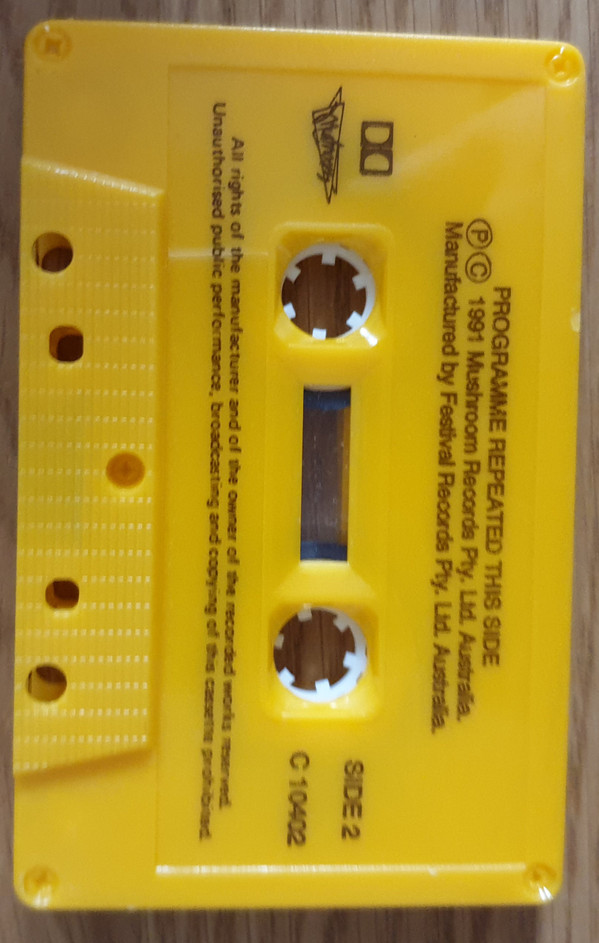 PROGRAMME REPEATED THIS SIDE
Ⓟ Ⓒ 1991 Mushroom Records Pty. Ltd. Australia.
Manufactured by Festival Records Pty. Ltd. Australia.
Mushroom
SIDE 2
C 10402
All rights of the manufacturer and of the owner of the recorded works reserved.
Unauthorised public performance, broadcasting and copying of this cassette prohibited.